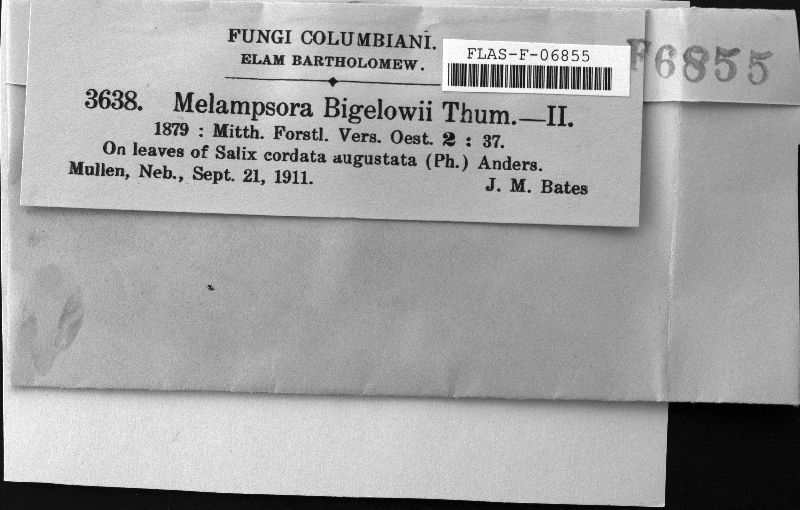 FUNGI COLUMBIANI.
ELAM BARTHOLOMEW.
FLAS-F-06855
F6855
3638. Melampsora Bigelowii Thum.—II.
1879 : Mitth. Forstl. Vers. Oest. 2 : 37.
On leaves of Salix cordata augustata (Ph.) Anders.
Mullen, Neb., Sept. 21, 1911. J. M. Bates